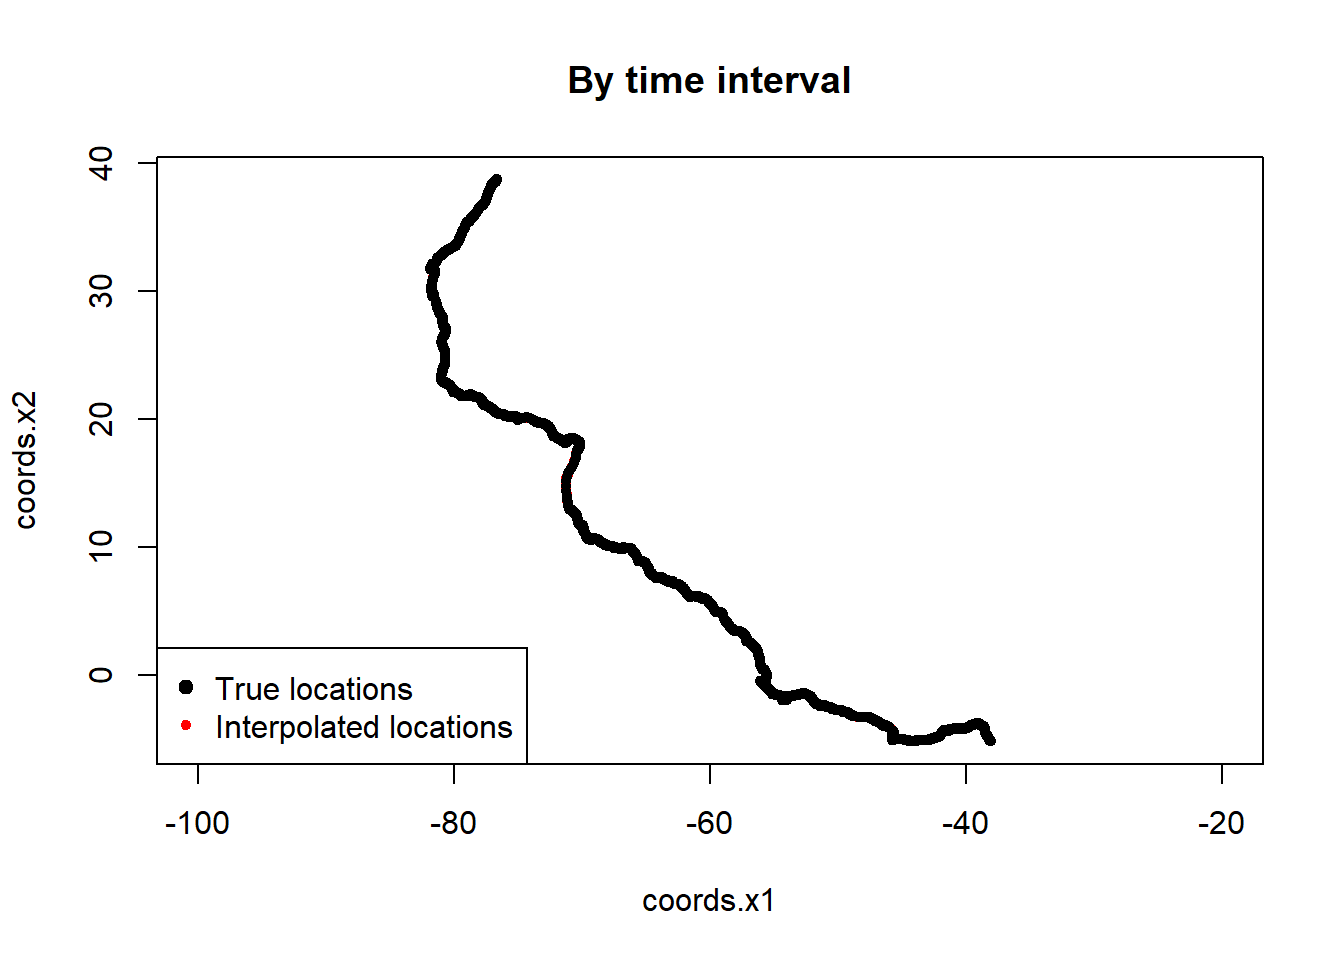 By time interval
coords.x2
40
30
20
10
0
True locations
Interpolated locations
-100 -80 -60 -40 -20
coords.x1